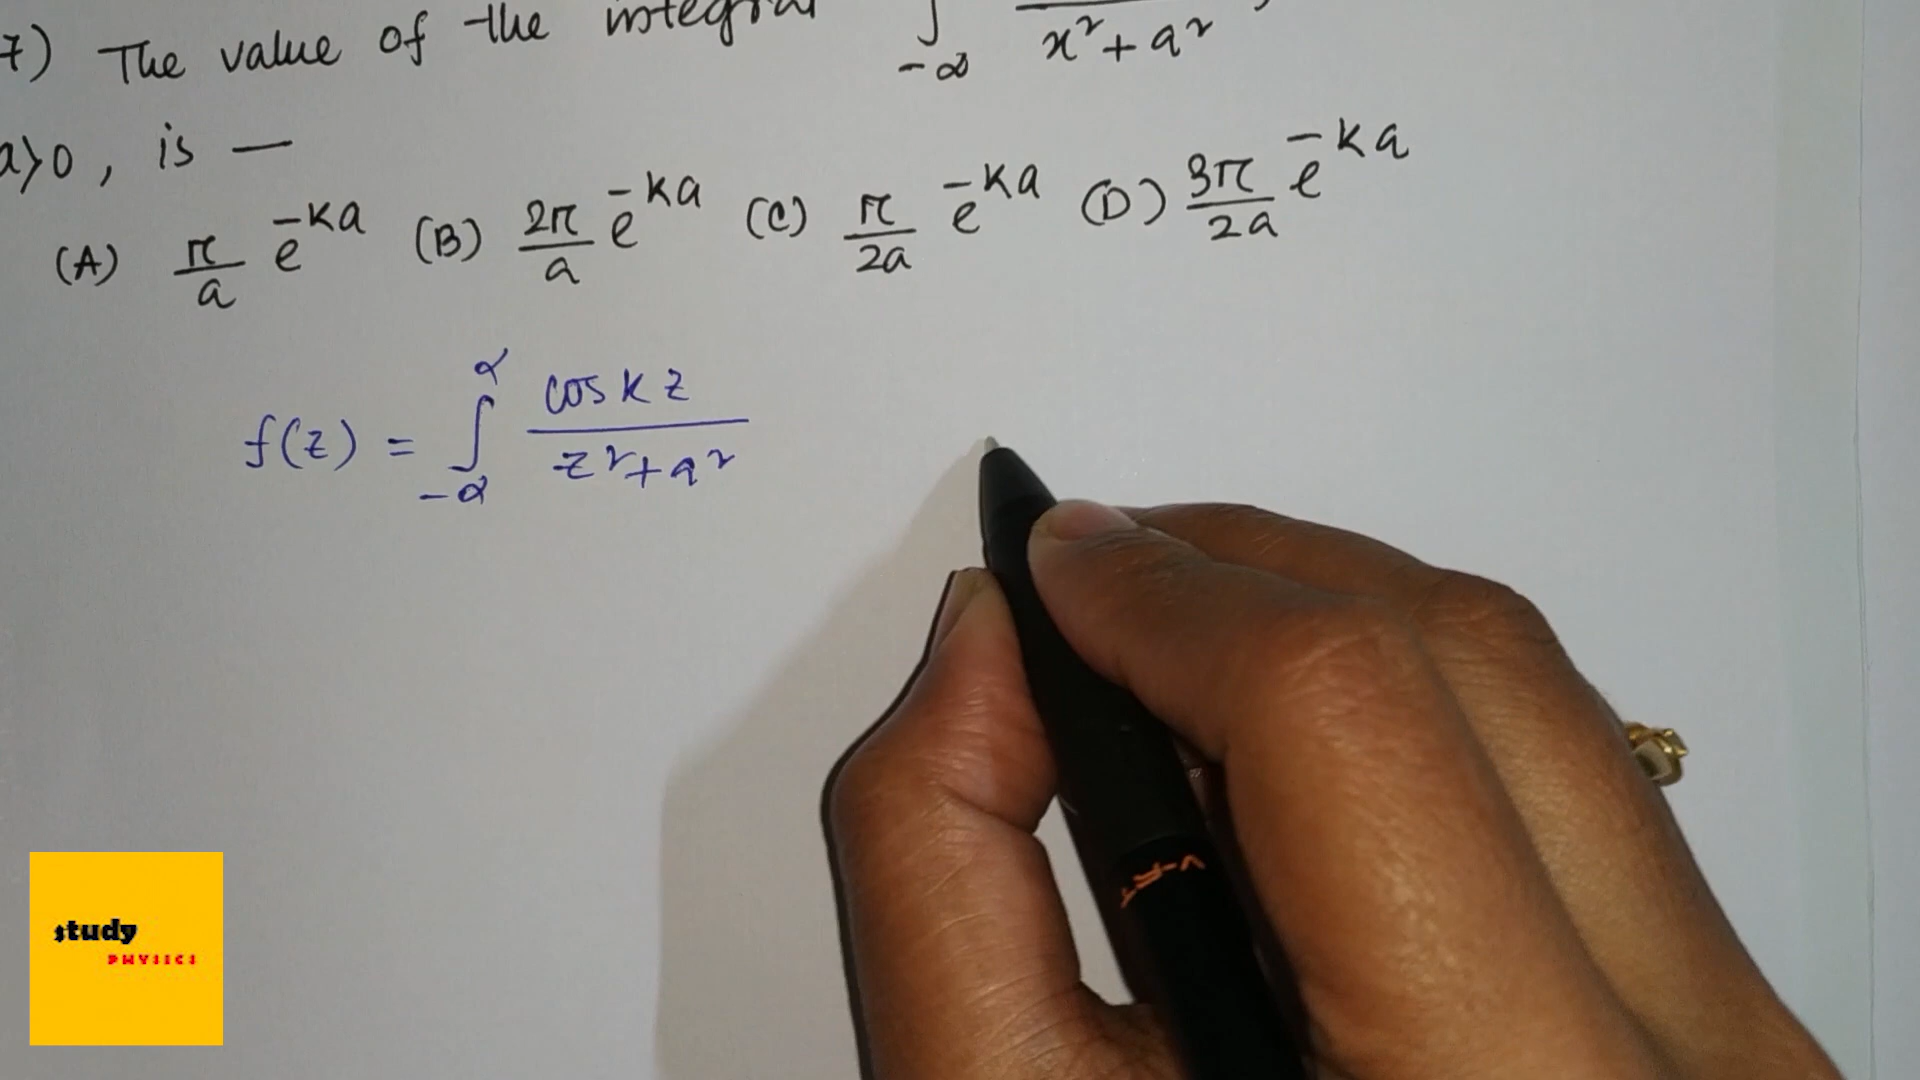 7) The value of the integral ∫ -∞ x²+a²
a>0, is —
(A) π/a e^-ka (B) 2π/a e^-ka (C) π/2a e^-ka (D) 3π/2a e^-ka
f(z) = ∫ -∞ ∞ cos kz / z²+a²
V-RT
study
PHYSICS